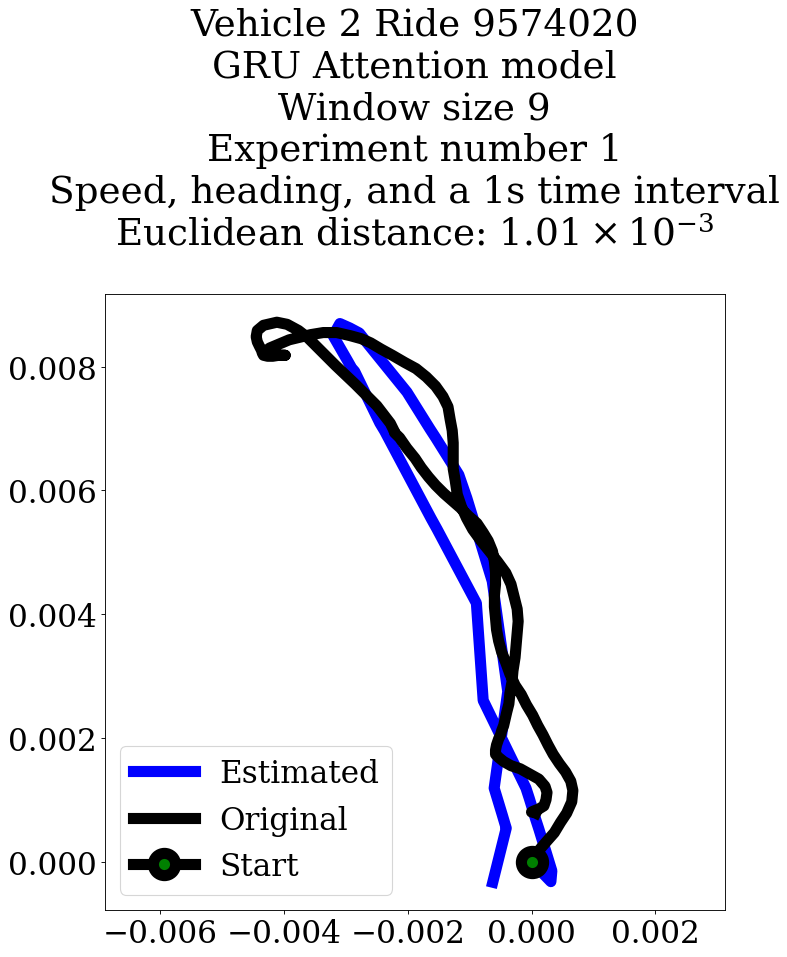 Vehicle 2 Ride 9574020
GRU Attention model
Window size 9
Experiment number 1
Speed, heading, and a 1s time interval
Euclidean distance: 1.01 × 10⁻³
0.008
0.006
0.004
0.002
0.000
Estimated
Original
Start
−0.006 −0.004 −0.002 0.000 0.002